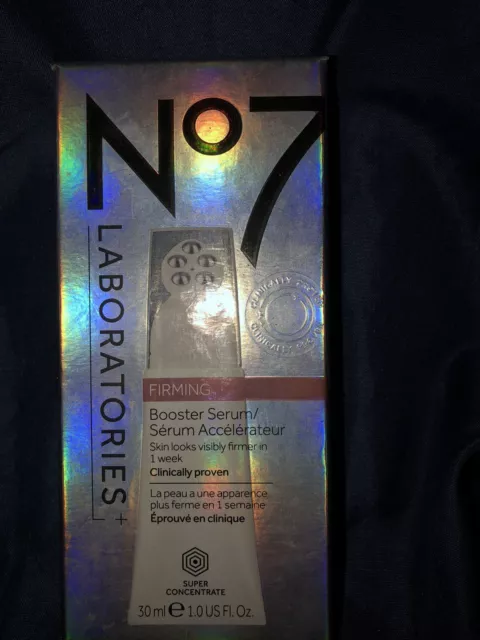 No7
LABORATORIES+
CLINICALLY
FIRMING
Booster Serum/
Sérum Accélérateur
Skin looks visibly firmer in
1 week
Clinically proven
La peau a une apparence
plus ferme en 1 semaine
Éprouvé en clinique
SUPER
CONCENTRATE
30 ml e 1.0 US Fl. Oz.